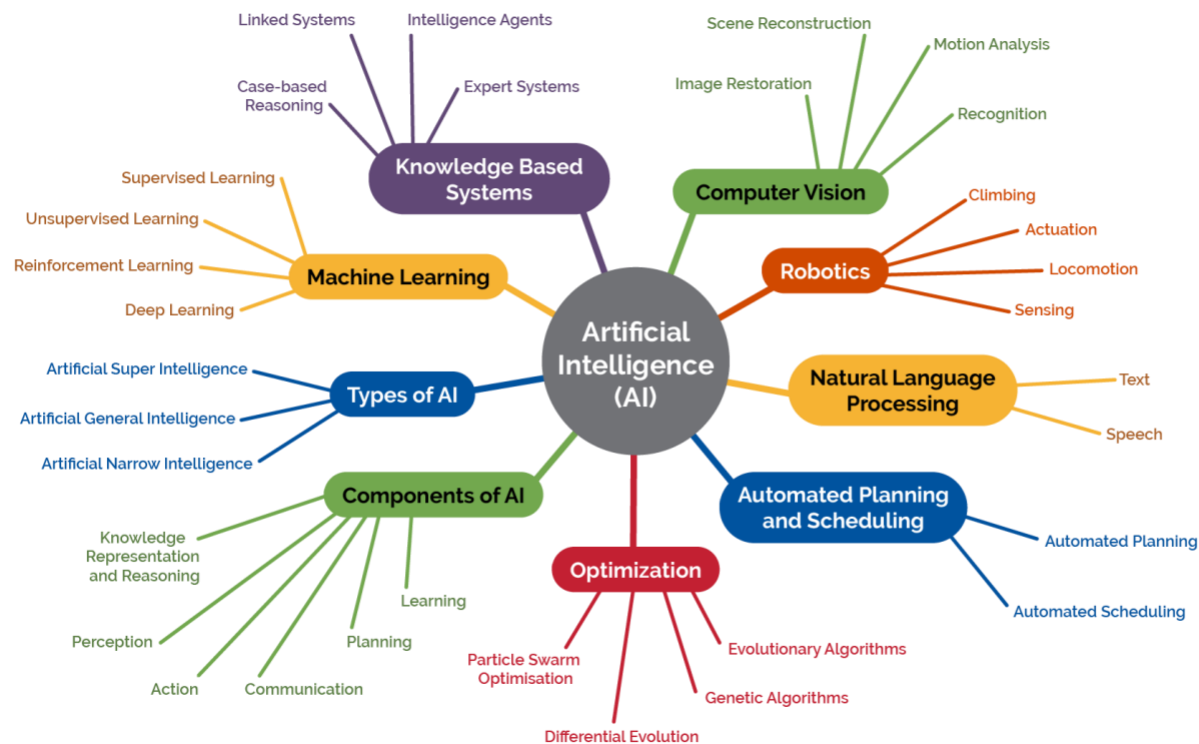 Linked Systems
Intelligence Agents
Case-based
Reasoning
Expert Systems
Knowledge Based
Systems
Scene Reconstruction
Motion Analysis
Image Restoration
Recognition
Computer Vision
Supervised Learning
Unsupervised Learning
Reinforcement Learning
Deep Learning
Machine Learning
Climbing
Actuation
Locomotion
Sensing
Robotics
Artificial
Intelligence
(AI)
Artificial Super Intelligence
Artificial General Intelligence
Artificial Narrow Intelligence
Types of AI
Natural Language
Processing
Text
Speech
Components of AI
Knowledge
Representation
and Reasoning
Perception
Action
Communication
Planning
Learning
Optimization
Particle Swarm
Optimisation
Differential Evolution
Genetic Algorithms
Evolutionary Algorithms
Automated Planning
and Scheduling
Automated Planning
Automated Scheduling